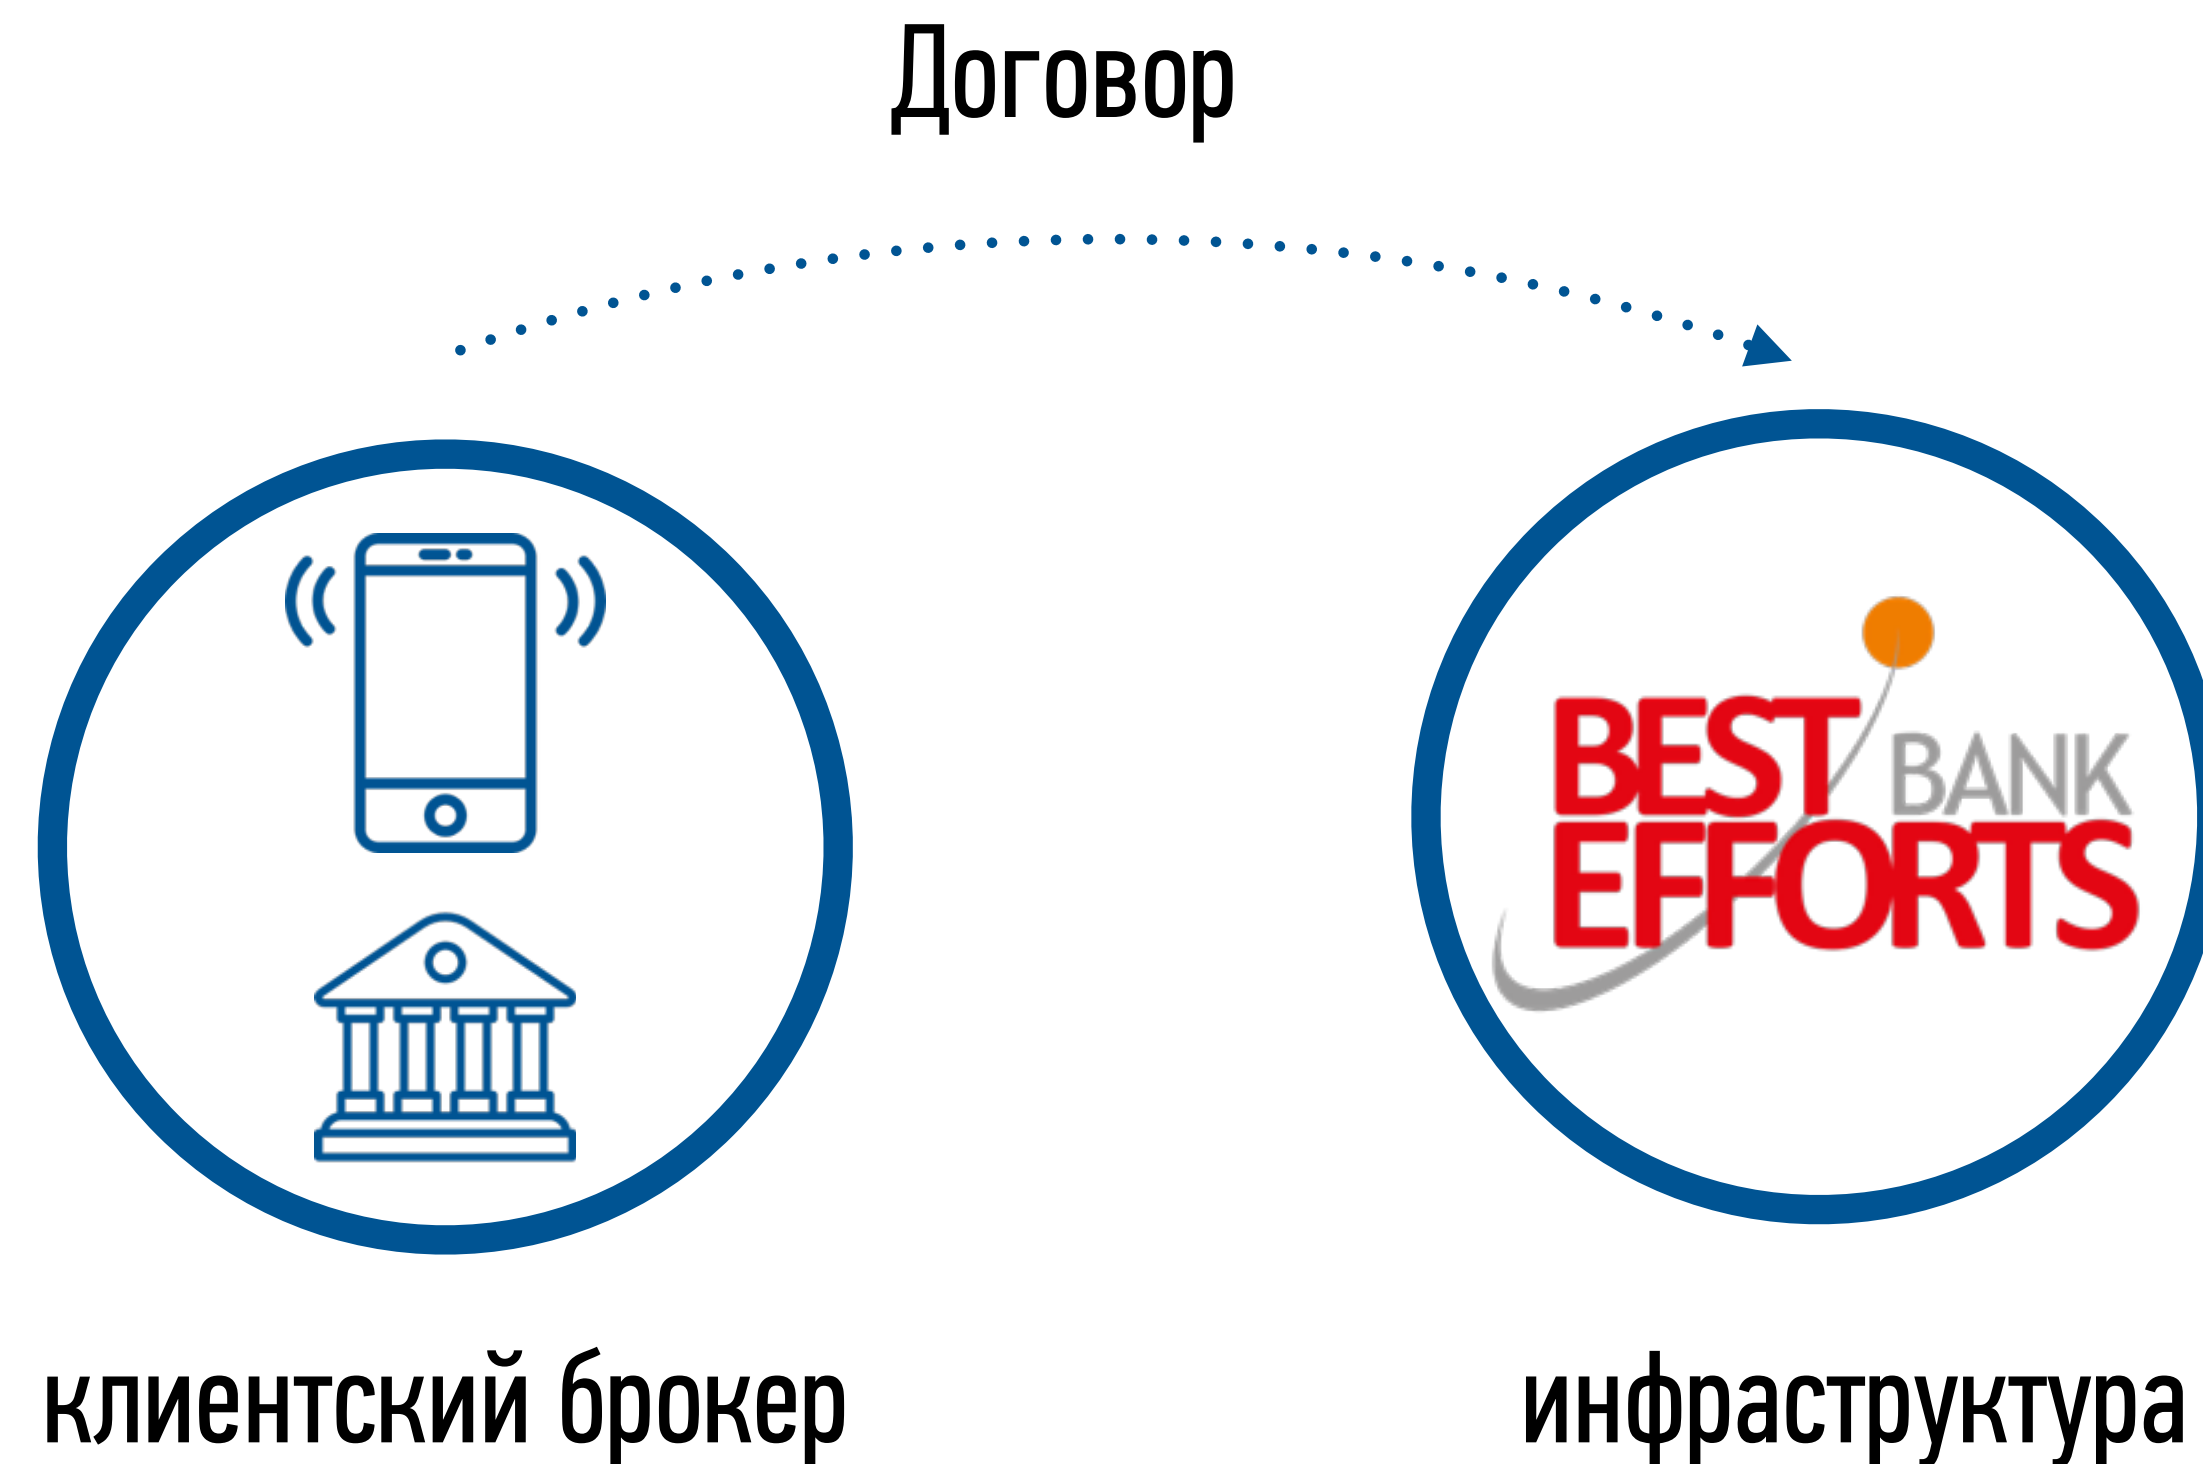 Договор
BEST BANK
EFFORTS
клиентский брокер
инфраструктура